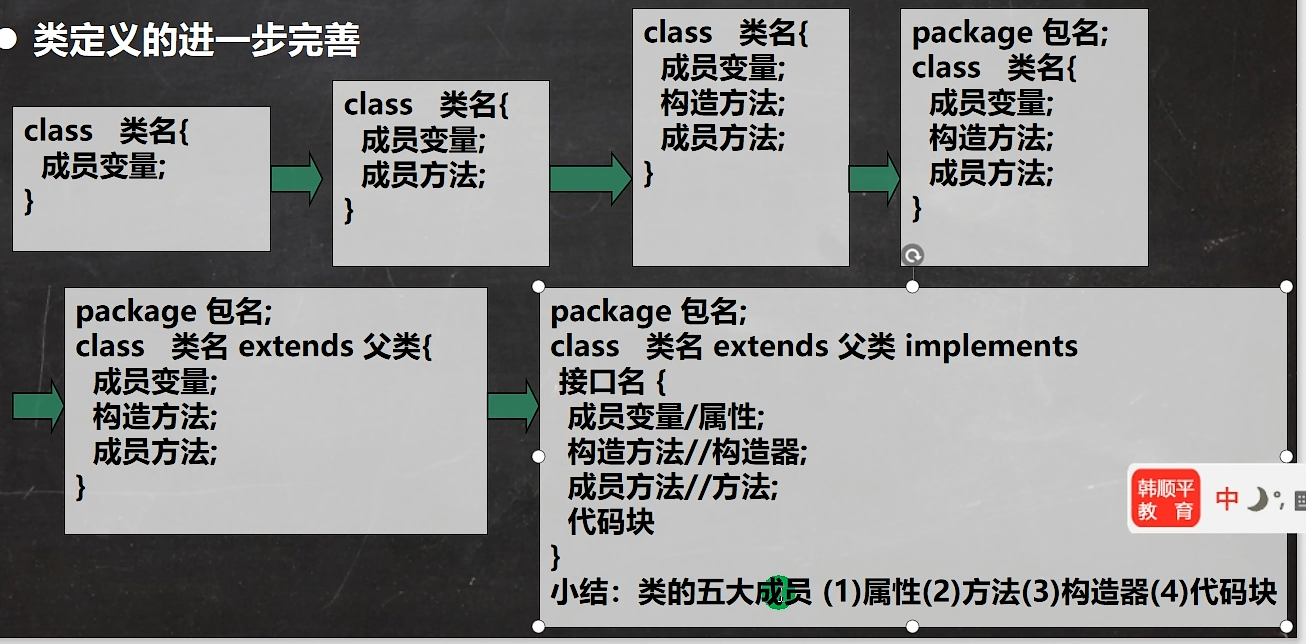 类定义的进一步完善
class 类名{
成员变量;
}
class 类名{
成员变量;
成员方法;
}
class 类名{
成员变量;
构造方法;
成员方法;
}
package 包名;
class 类名{
成员变量;
构造方法;
成员方法;
}
package 包名;
class 类名 extends 父类{
成员变量;
构造方法;
成员方法;
}
package 包名;
class 类名 extends 父类 implements
接口名 {
成员变量/属性;
构造方法//构造器;
成员方法//方法;
代码块
}
小结：类的五大成员 (1)属性(2)方法(3)构造器(4)代码块
韩顺平
教 育
中